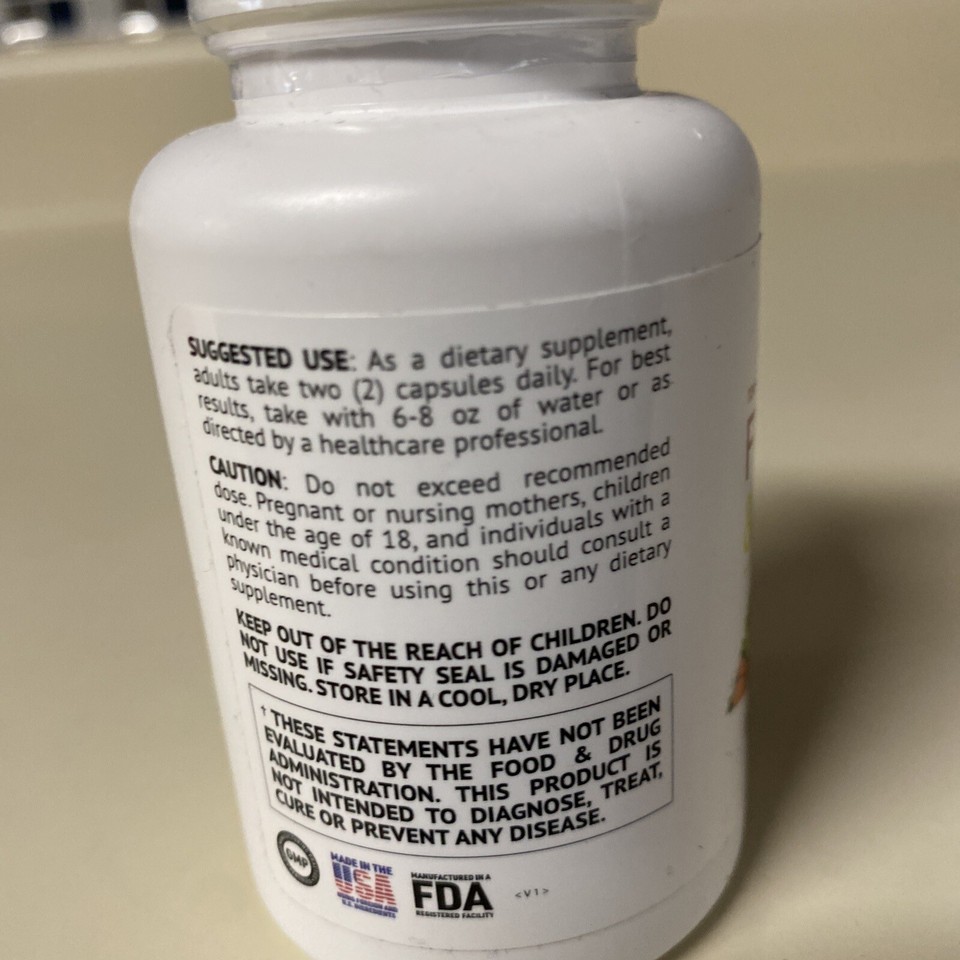 SUGGESTED USE: As a dietary supplement,
adults take two (2) capsules daily. For best
results, take with 6-8 oz of water or as
directed by a healthcare professional.
CAUTION: Do not exceed recommended
dose. Pregnant or nursing mothers, children
under the age of 18, and individuals with a
known medical condition should consult a
physician before using this or any dietary
supplement.
KEEP OUT OF THE REACH OF CHILDREN. DO
NOT USE IF SAFETY SEAL IS DAMAGED OR
MISSING. STORE IN A COOL, DRY PLACE.
† THESE STATEMENTS HAVE NOT BEEN
EVALUATED BY THE FOOD & DRUG
ADMINISTRATION. THIS PRODUCT IS
NOT INTENDED TO DIAGNOSE, TREAT,
CURE OR PREVENT ANY DISEASE.
GMP
MADE IN THE
USA
USING FOREIGN AND
U.S. INGREDIENTS
MANUFACTURED IN A
FDA
REGISTERED FACILITY
<V1>